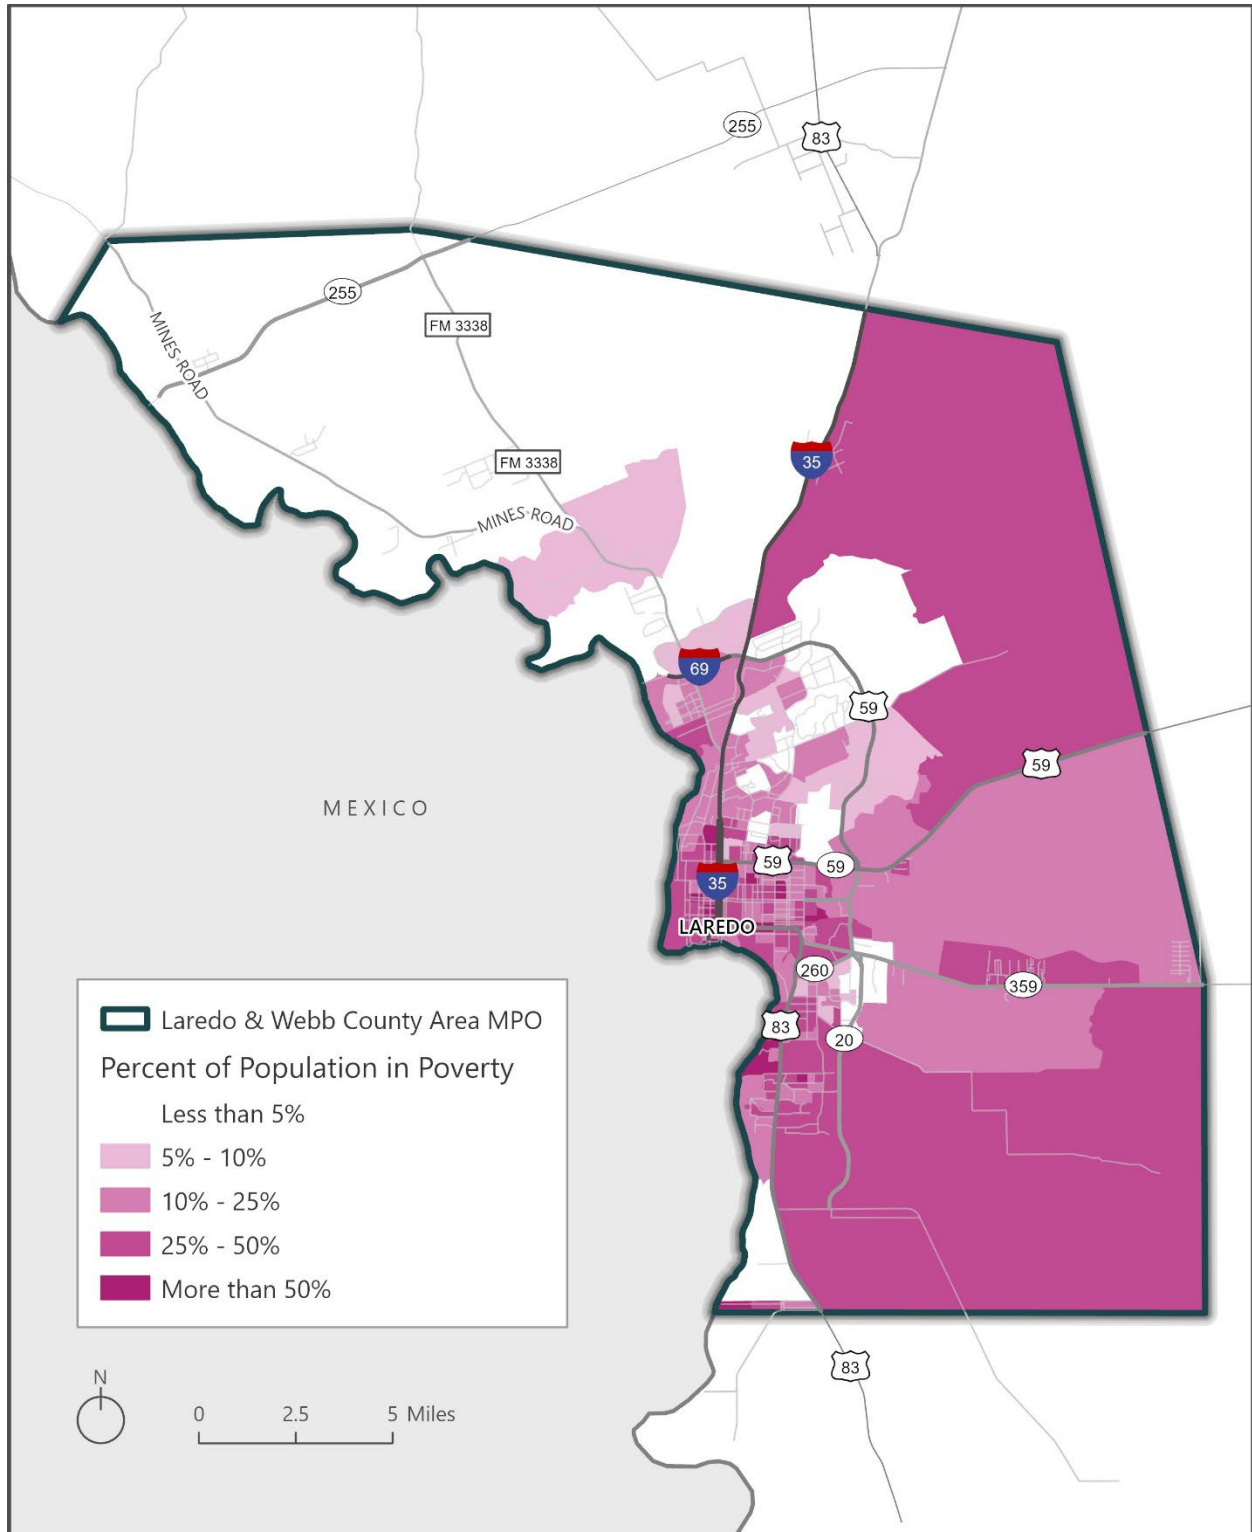 255
83
255
FM 3338
MINES ROAD
35
FM 3338
MINES ROAD
69
59
59
MEXICO
59
59
35
LAREDO
260
359
83
20
Laredo & Webb County Area MPO
Percent of Population in Poverty
Less than 5%
5% - 10%
10% - 25%
25% - 50%
More than 50%
83
N
0 2.5 5 Miles